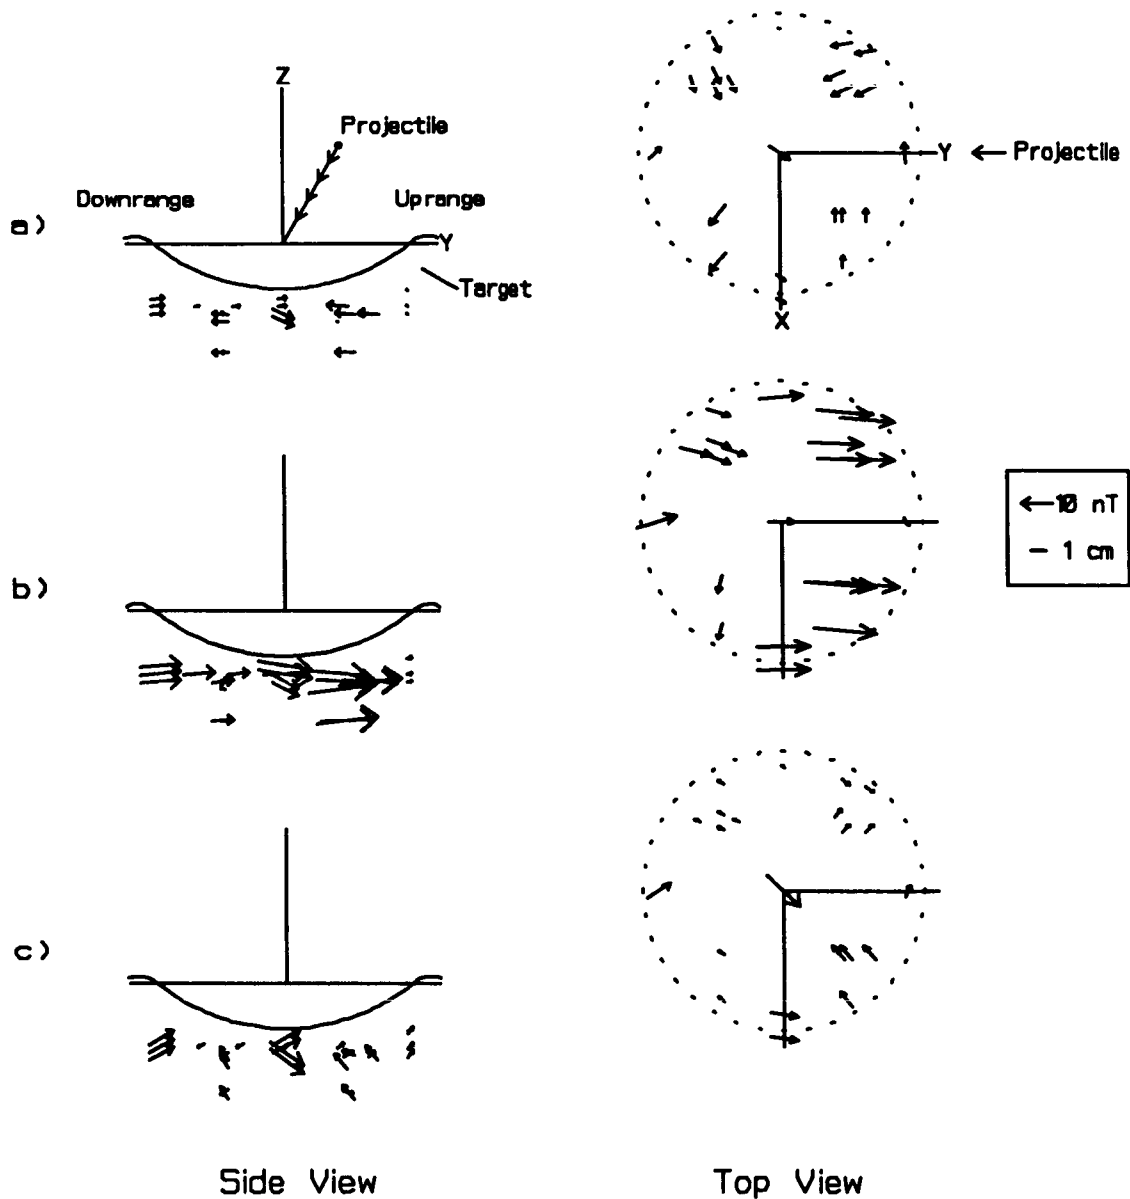 Z
Projectile
Downrange
Uprange
a)
Y
Target
Y
Projectile
X
b)
10 nT
1 cm
c)
Side View
Top View